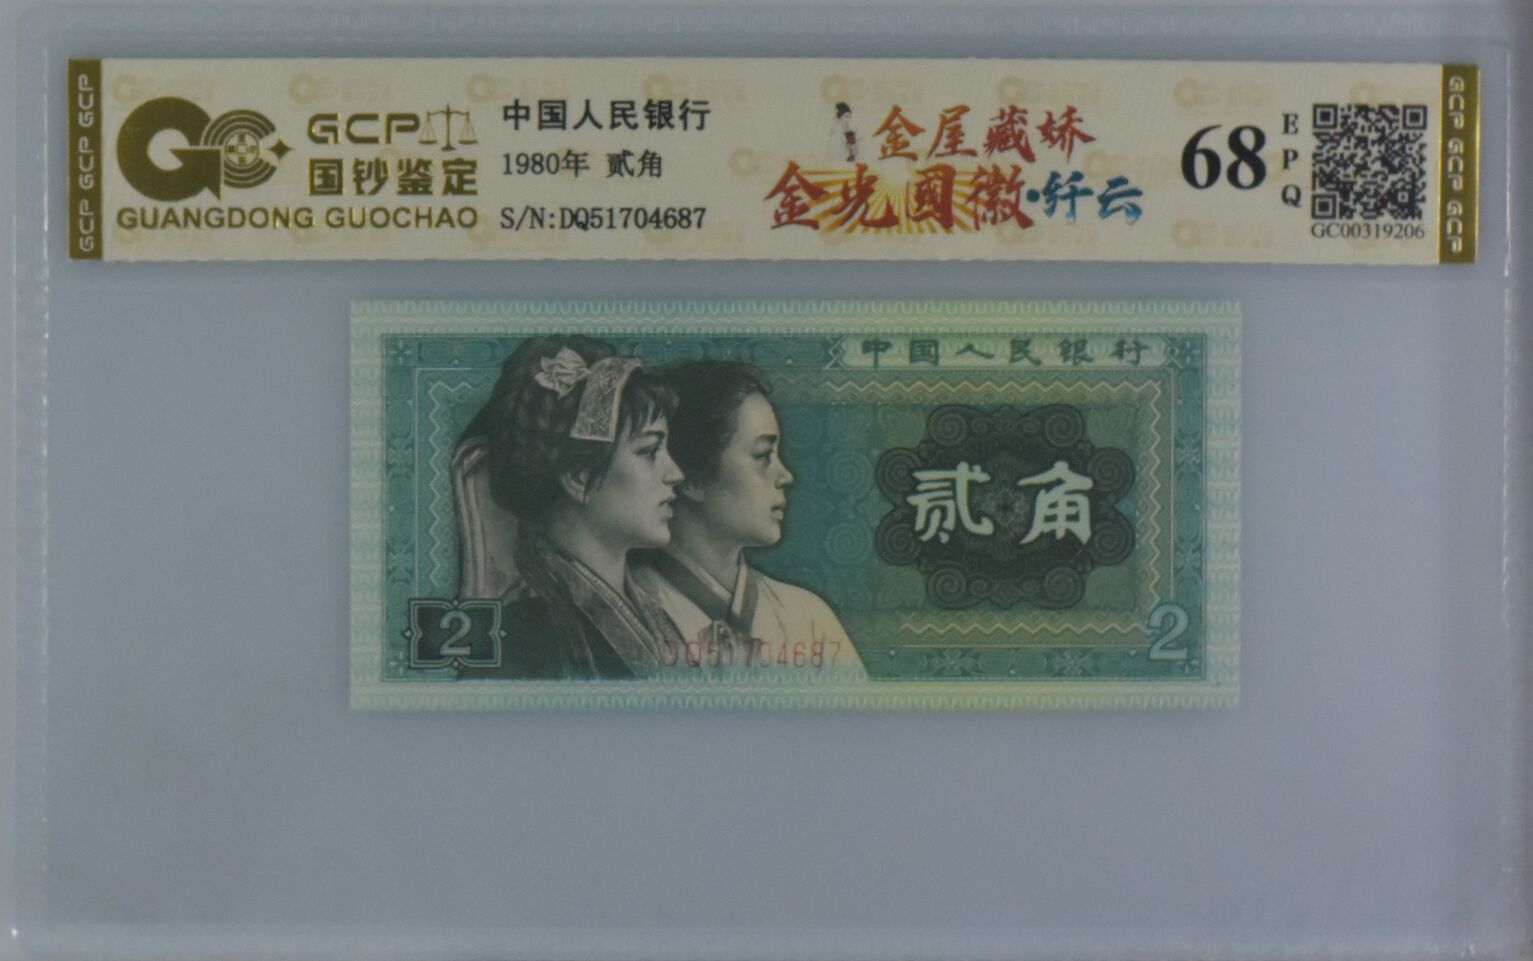 GCP GCP GCP
GCP
国钞鉴定
GUANGDONG GUOCHAO
中国人民银行
1980年 贰角
S/N:DQ51704687
金屋藏娇
金光國徽·纤云
68
EPQ
GC00319206
GCP GCP GCP
中国人民银行
贰角
2
DQ51704687
2